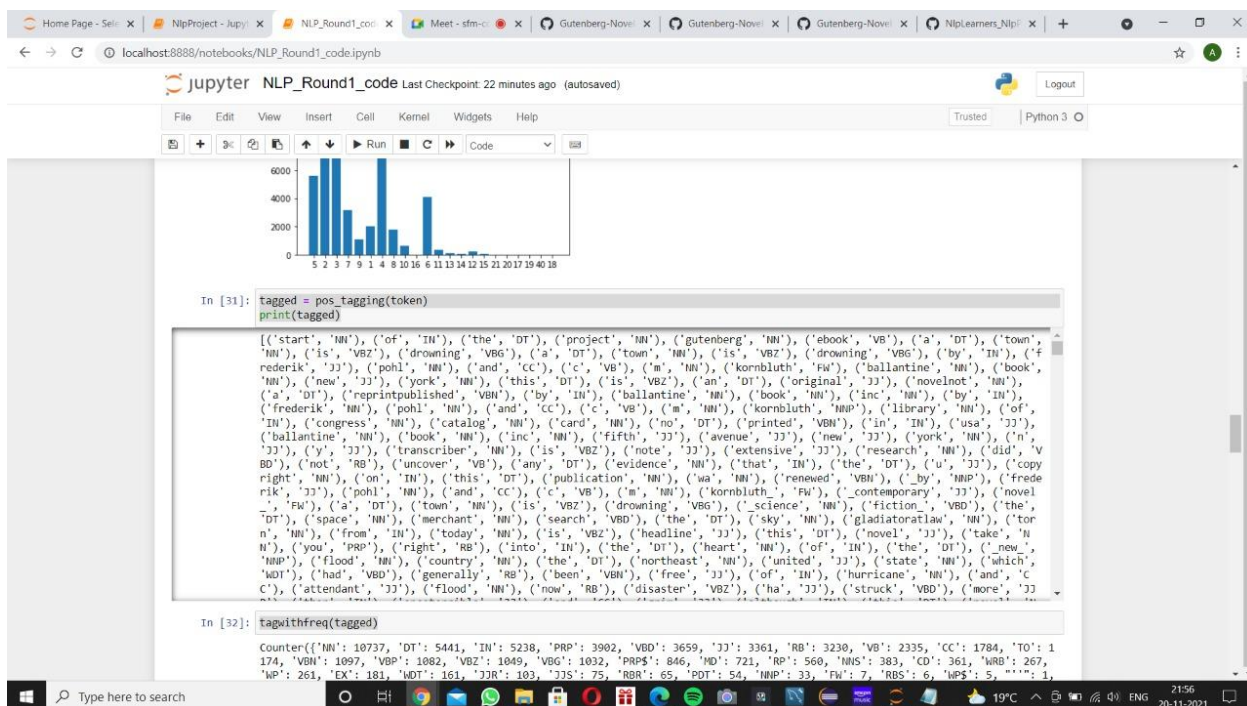 Home Page - Sele
NlpProject - Jupyt
NLP_Round1_cod
Meet - sfm-c
Gutenberg-Novel
Gutenberg-Novel
Gutenberg-Novel
NlpLearners_NlpP
localhost:8888/notebooks/NLP_Round1_code.ipynb
A
jupyter NLP_Round1_code Last Checkpoint: 22 minutes ago (autosaved)
Logout
File Edit View Insert Cell Kernel Widgets Help
Trusted Python 3
Run Code
6000
4000
2000
0
5 2 3 7 9 1 4 8 10 16 6 11 13 14 12 15 21 20 17 19 40 18
In [31]: tagged = pos_tagging(token)
print(tagged)
[('start', 'NN'), ('of', 'IN'), ('the', 'DT'), ('project', 'NN'), ('gutenberg', 'NN'), ('ebook', 'VB'), ('a', 'DT'), ('town',
'NN'), ('is', 'VBZ'), ('drowning', 'VBG'), ('a', 'DT'), ('town', 'NN'), ('is', 'VBZ'), ('drowning', 'VBG'), ('by', 'IN'), ('f
rederik', 'JJ'), ('pohl', 'NN'), ('and', 'CC'), ('c', 'VB'), ('m', 'NN'), ('kornbluth', 'FW'), ('ballantine', 'NN'), ('book',
'NN'), ('new', 'JJ'), ('york', 'NN'), ('this', 'DT'), ('is', 'VBZ'), ('an', 'DT'), ('original', 'JJ'), ('novelnot', 'NN'),
('a', 'DT'), ('reprintpublished', 'VBN'), ('by', 'IN'), ('ballantine', 'NN'), ('book', 'NN'), ('inc', 'NN'), ('by', 'IN'),
('frederik', 'NN'), ('pohl', 'NN'), ('and', 'CC'), ('c', 'VB'), ('m', 'NN'), ('kornbluth', 'NNP'), ('library', 'NN'), ('of',
'IN'), ('congress', 'NN'), ('catalog', 'NN'), ('card', 'NN'), ('no', 'DT'), ('printed', 'VBN'), ('in', 'IN'), ('usa', 'JJ'),
('ballantine', 'NN'), ('book', 'NN'), ('inc', 'NN'), ('fifth', 'JJ'), ('avenue', 'JJ'), ('new', 'JJ'), ('york', 'NN'), ('n',
'JJ'), ('y', 'JJ'), ('transcriber', 'NN'), ('is', 'VBZ'), ('note', 'JJ'), ('extensive', 'JJ'), ('research', 'NN'), ('did', 'V
BD'), ('not', 'RB'), ('uncover', 'VB'), ('any', 'DT'), ('evidence', 'NN'), ('that', 'IN'), ('the', 'DT'), ('u', 'JJ'), ('copy
right', 'NN'), ('on', 'IN'), ('this', 'DT'), ('publication', 'NN'), ('wa', 'NN'), ('renewed', 'VBN'), ('_by', 'NNP'), ('frede
rik', 'JJ'), ('pohl', 'NN'), ('and', 'CC'), ('c', 'VB'), ('m', 'NN'), ('kornbluth_', 'FW'), ('_contemporary', 'JJ'), ('novel
_', 'FW'), ('a', 'DT'), ('town', 'NN'), ('is', 'VBZ'), ('drowning', 'VBG'), ('_science', 'NN'), ('fiction_', 'VBD'), ('the',
'DT'), ('space', 'NN'), ('merchant', 'NN'), ('search', 'VBD'), ('the', 'DT'), ('sky', 'NN'), ('gladiatoratlaw', 'NN'), ('tor
n', 'NN'), ('from', 'IN'), ('today', 'NN'), ('is', 'VBZ'), ('headline', 'JJ'), ('this', 'DT'), ('novel', 'JJ'), ('take', 'N
N'), ('you', 'PRP'), ('right', 'RB'), ('into', 'IN'), ('the', 'DT'), ('heart', 'NN'), ('of', 'IN'), ('the', 'DT'), ('_new_',
'NNP'), ('flood', 'NN'), ('country', 'NN'), ('the', 'DT'), ('northeast', 'NN'), ('united', 'JJ'), ('state', 'NN'), ('which',
'WDT'), ('had', 'VBD'), ('generally', 'RB'), ('been', 'VBN'), ('free', 'JJ'), ('of', 'IN'), ('hurricane', 'NN'), ('and', 'C
C'), ('attendant', 'JJ'), ('flood', 'NN'), ('now', 'RB'), ('disaster', 'VBZ'), ('ha', 'JJ'), ('struck', 'VBD'), ('more', 'JJ
In [32]: tagwithfreq(tagged)
Counter({'NN': 10737, 'DT': 5441, 'IN': 5238, 'PRP': 3902, 'VBD': 3659, 'JJ': 3361, 'RB': 3230, 'VB': 2335, 'CC': 1784, 'TO': 1
174, 'VBN': 1097, 'VBP': 1082, 'VBZ': 1049, 'VBG': 1032, 'PRP$': 846, 'MD': 721, 'RP': 560, 'NNS': 383, 'CD': 361, 'WRB': 267,
'WP': 261, 'EX': 181, 'WDT': 161, 'JJR': 103, 'JJS': 75, 'RBR': 65, 'PDT': 54, 'NNP': 33, 'FW': 7, 'RBS': 6, 'WP$': 5, "''": 1,
Type here to search
19°C
ENG
21:56
20-11-2021